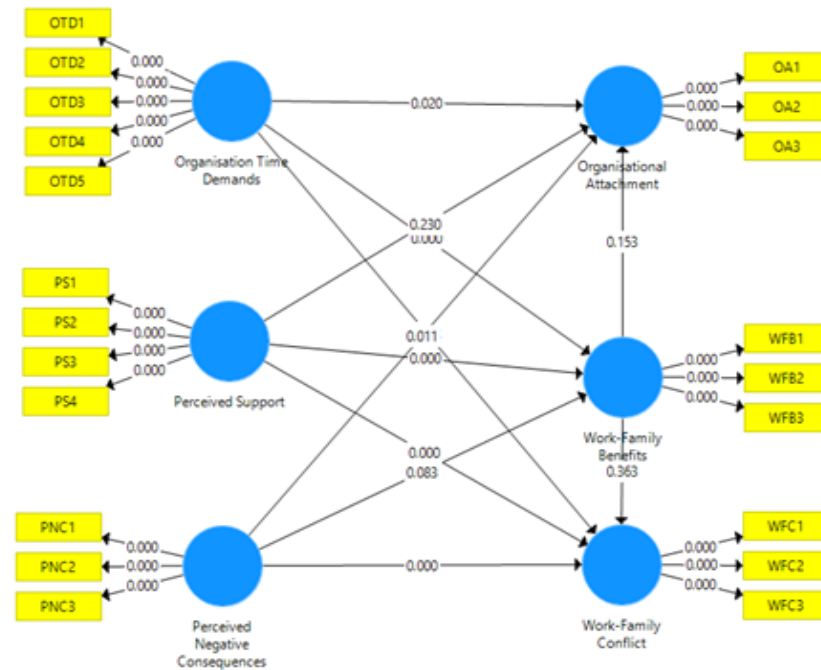 OTD1
OTD2
OTD3
OTD4
OTD5
0.000
0.000
0.000
0.000
0.000
Organisation Time
Demands
0.020
OA1
OA2
OA3
0.000
0.000
0.000
Organisational
Attachment
0.230
0.000
0.153
PS1
PS2
PS3
PS4
0.000
0.000
0.000
0.000
Perceived Support
0.011
0.000
WFB1
WFB2
WFB3
0.000
0.000
0.000
Work-Family
Benefits
0.000
0.083
0.363
PNC1
PNC2
PNC3
0.000
0.000
0.000
Perceived
Negative
Consequences
0.000
WFC1
WFC2
WFC3
0.000
0.000
0.000
Work-Family
Conflict